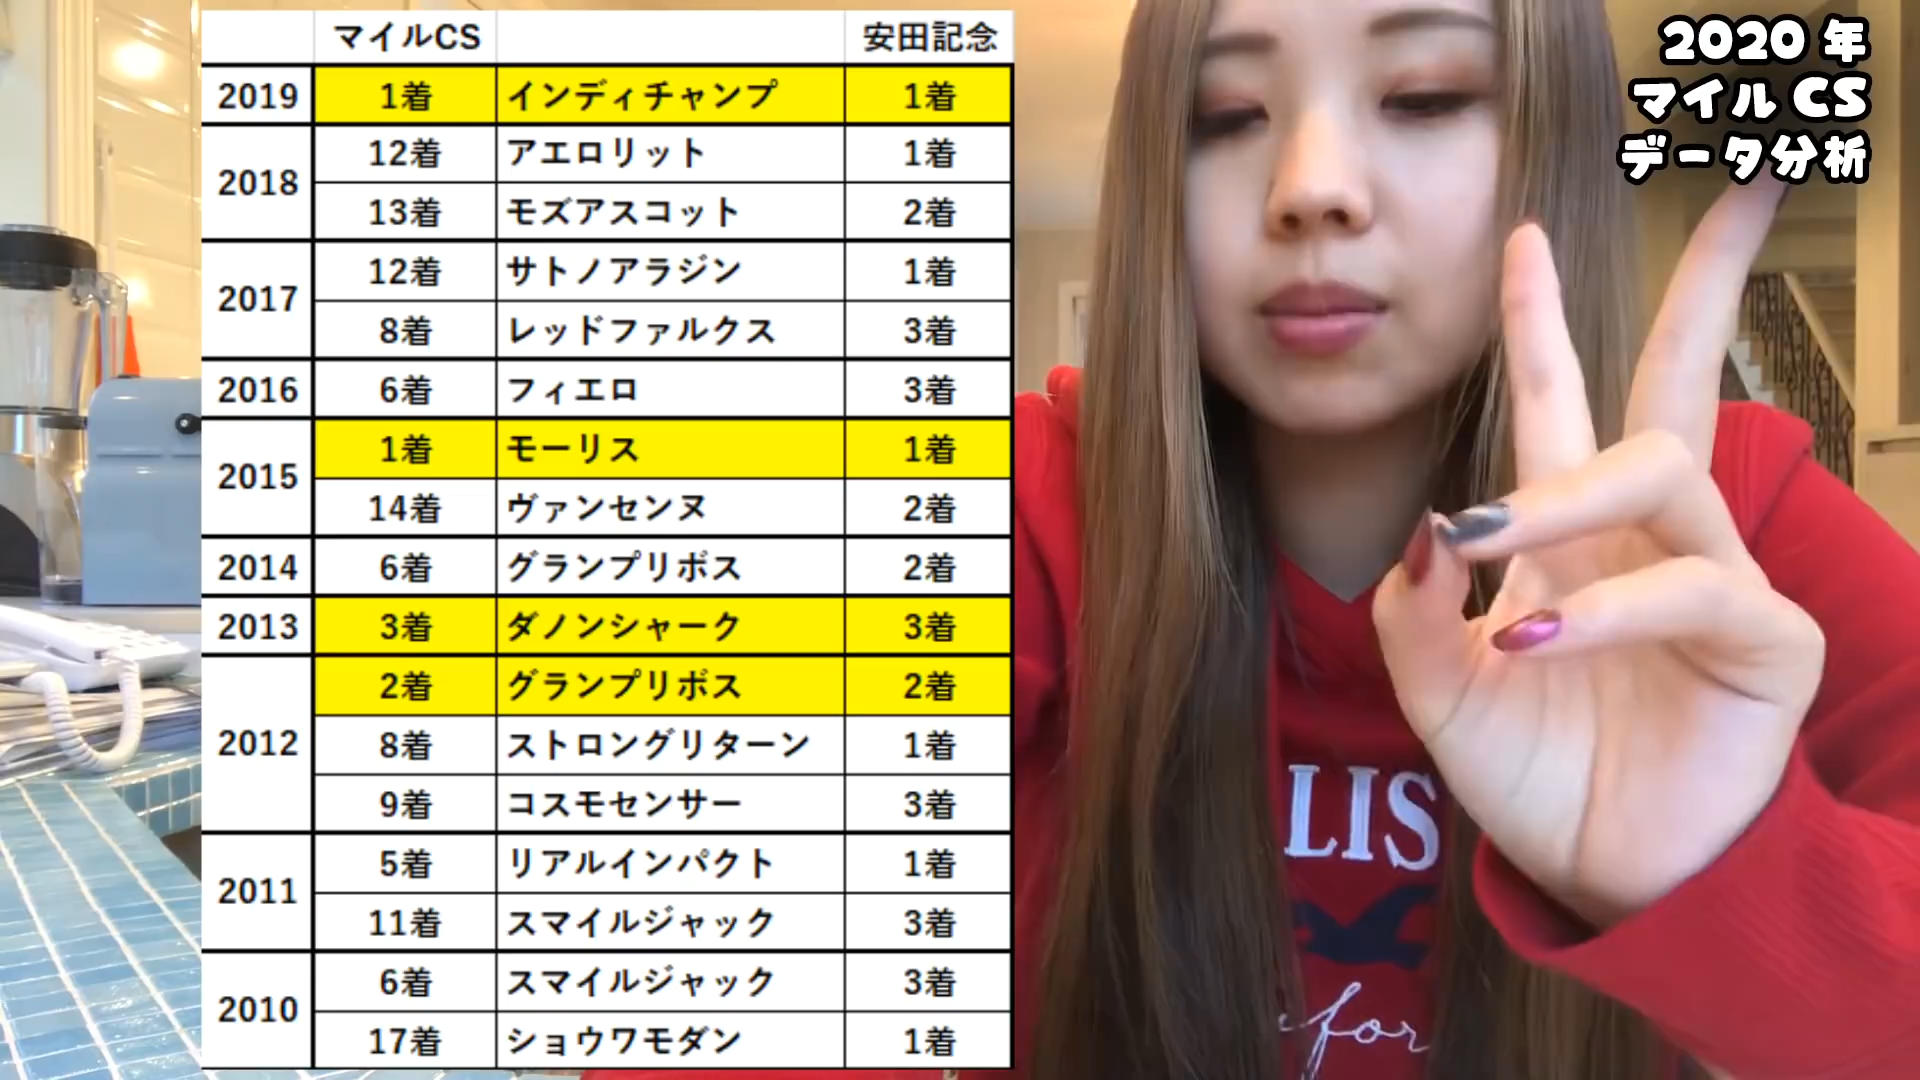 マイルCS 安田記念
2019 1着 インディチャンプ 1着
2018 12着 アエロリット 1着
13着 モズアスコット 2着
2017 12着 サトノアラジン 1着
8着 レッドファルクス 3着
2016 6着 フィエロ 3着
2015 1着 モーリス 1着
14着 ヴァンセンヌ 2着
2014 6着 グランプリボス 2着
2013 3着 ダノンシャーク 3着
2012 2着 グランプリボス 2着
8着 ストロングリターン 1着
9着 コスモセンサー 3着
2011 5着 リアルインパクト 1着
11着 スマイルジャック 3着
2010 6着 スマイルジャック 3着
17着 ショウワモダン 1着
2020年
マイルCS
データ分析
LIS
for